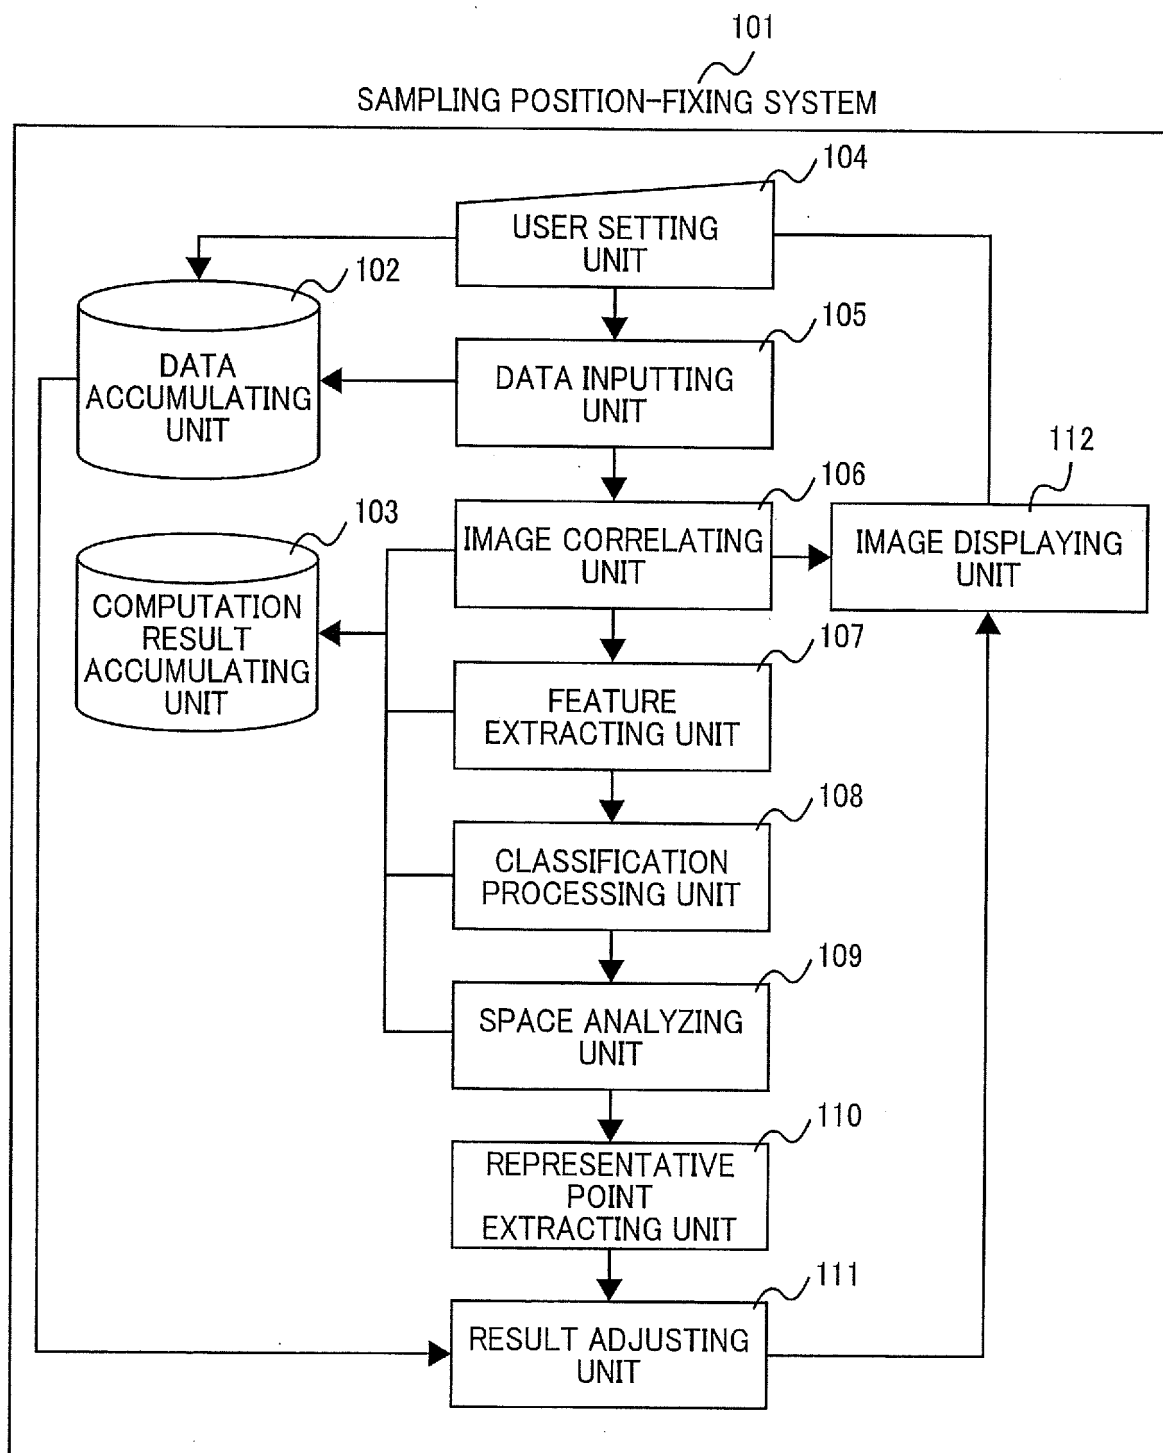 101
SAMPLING POSITION-FIXING SYSTEM
104
USER SETTING
UNIT
102
DATA
ACCUMULATING
UNIT
105
DATA INPUTTING
UNIT
112
IMAGE DISPLAYING
UNIT
106
IMAGE CORRELATING
UNIT
103
COMPUTATION
RESULT
ACCUMULATING
UNIT
107
FEATURE
EXTRACTING UNIT
108
CLASSIFICATION
PROCESSING UNIT
109
SPACE ANALYZING
UNIT
110
REPRESENTATIVE
POINT
EXTRACTING UNIT
111
RESULT ADJUSTING
UNIT